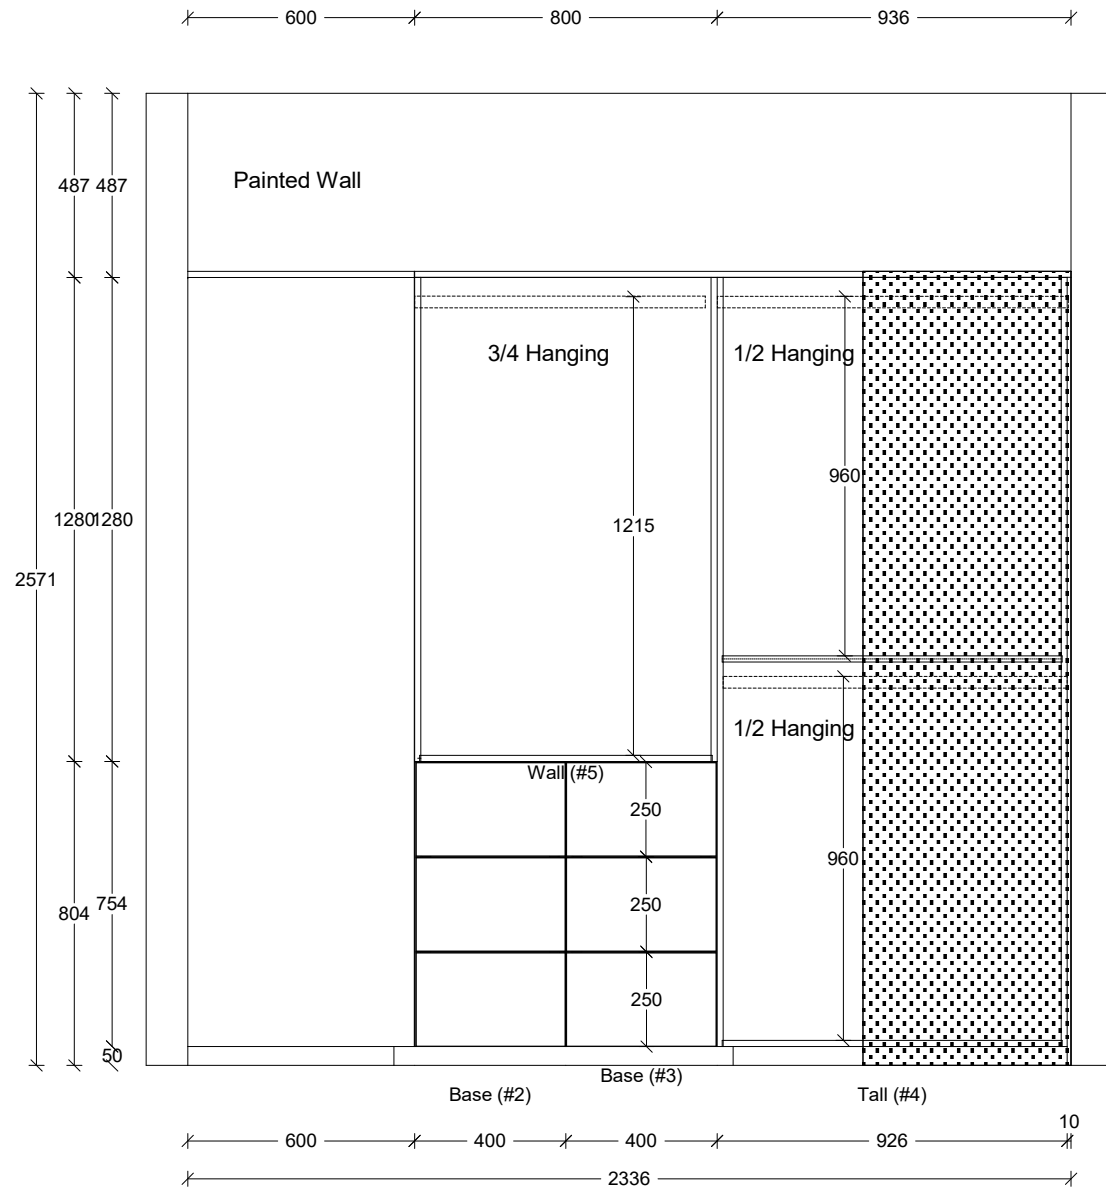 600 800 936
487 487
Painted Wall
3/4 Hanging
1/2 Hanging
960
1280 1280
1215
2571
1/2 Hanging
Wall (#5)
250
960
754
804
250
250
50
Base (#3)
Base (#2)
Tall (#4)
10
600 400 400 926
2336